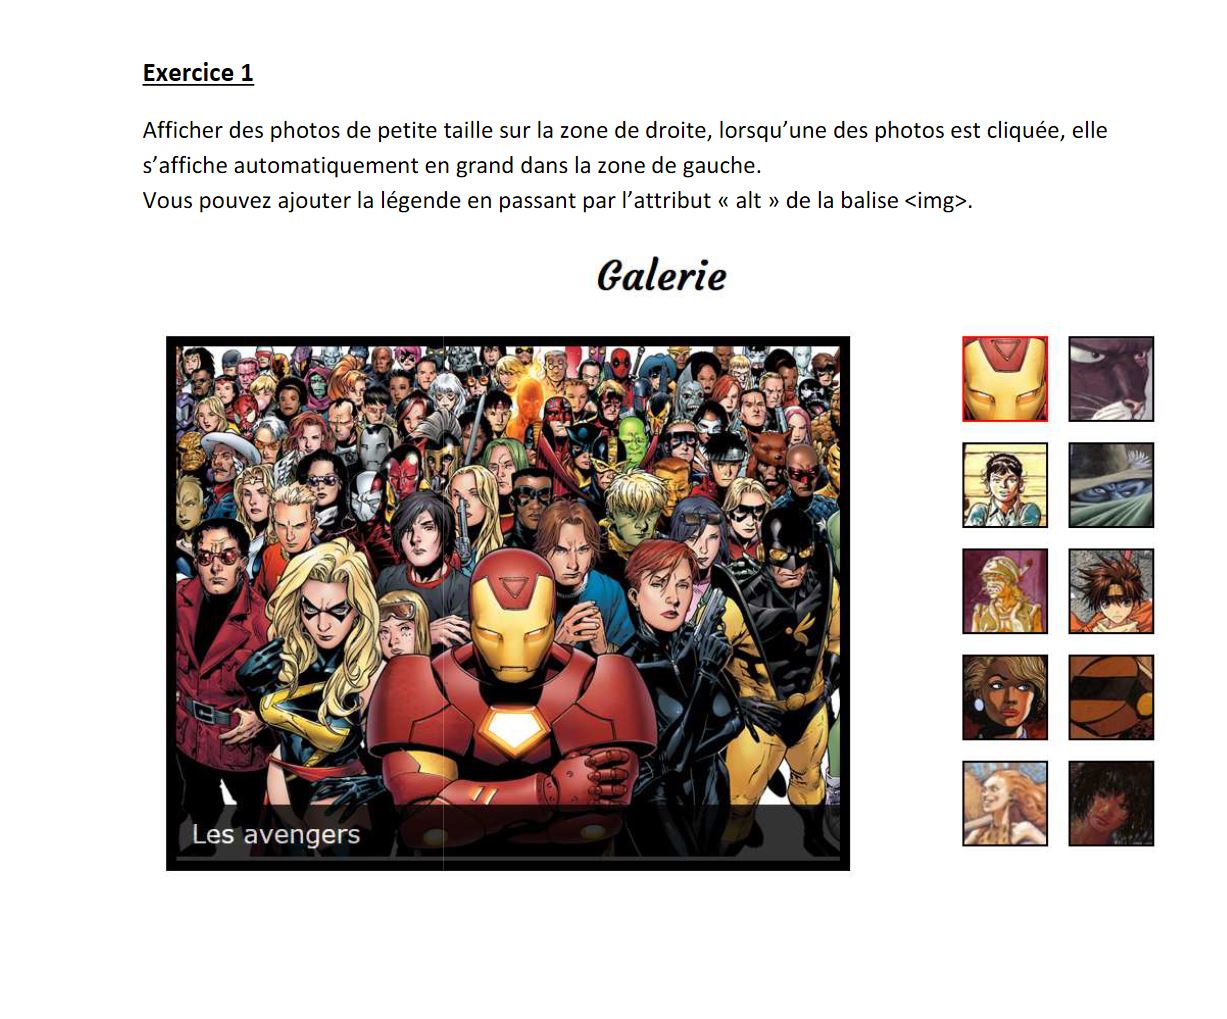 Exercice 1
Afficher des photos de petite taille sur la zone de droite, lorsqu’une des photos est cliquée, elle
s’affiche automatiquement en grand dans la zone de gauche.
Vous pouvez ajouter la légende en passant par l’attribut « alt » de la balise <img>.
Galerie
Les avengers